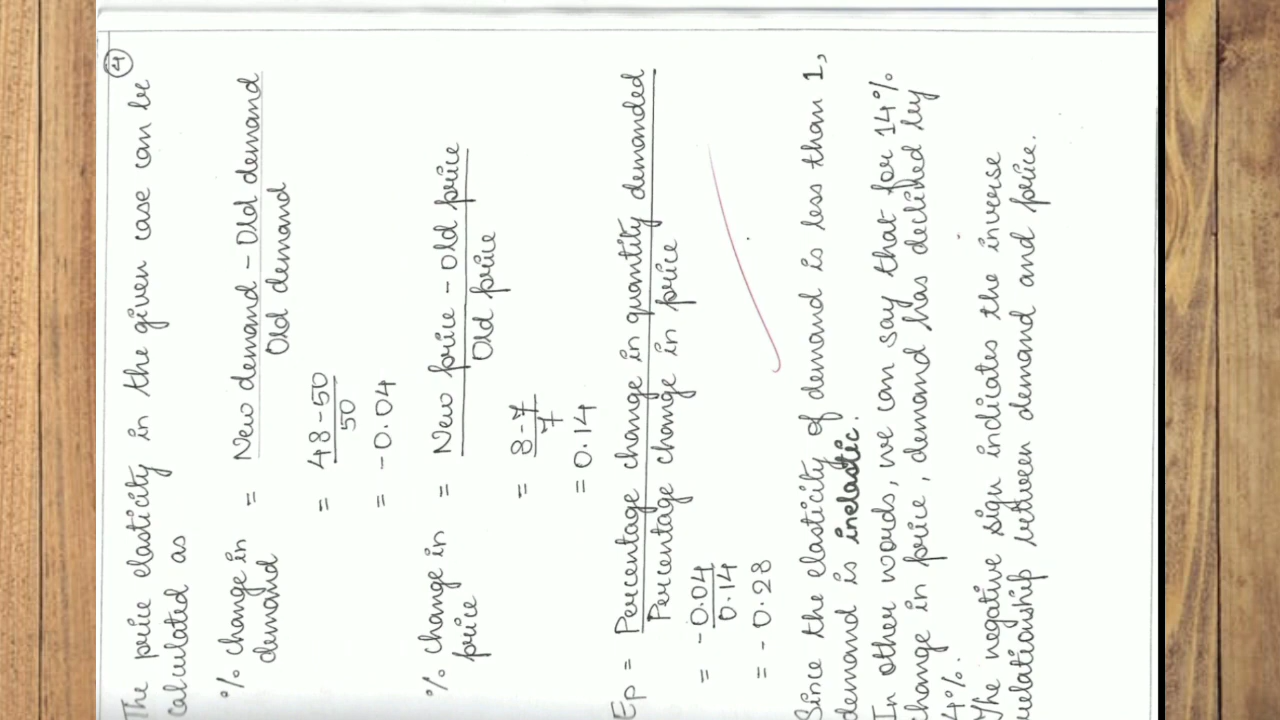 4
The price elasticity in the given case can be
calculated as
% change in demand = New demand - Old demand / Old demand
= 48-50 / 50
= - 0.04
% change in price = New price - old price / Old price
= 8-7 / 7
= 0.14
Ep = Percentage change in quantity demanded / Percentage change in price
= - 0.04 / 0.14
= - 0.28
Since the elasticity of demand is less than 1,
demand is inelastic.
In other words, we can say that for 14%
change in price, demand has declined by
4%.
The negative sign indicates the inverse
relationship between demand and price.